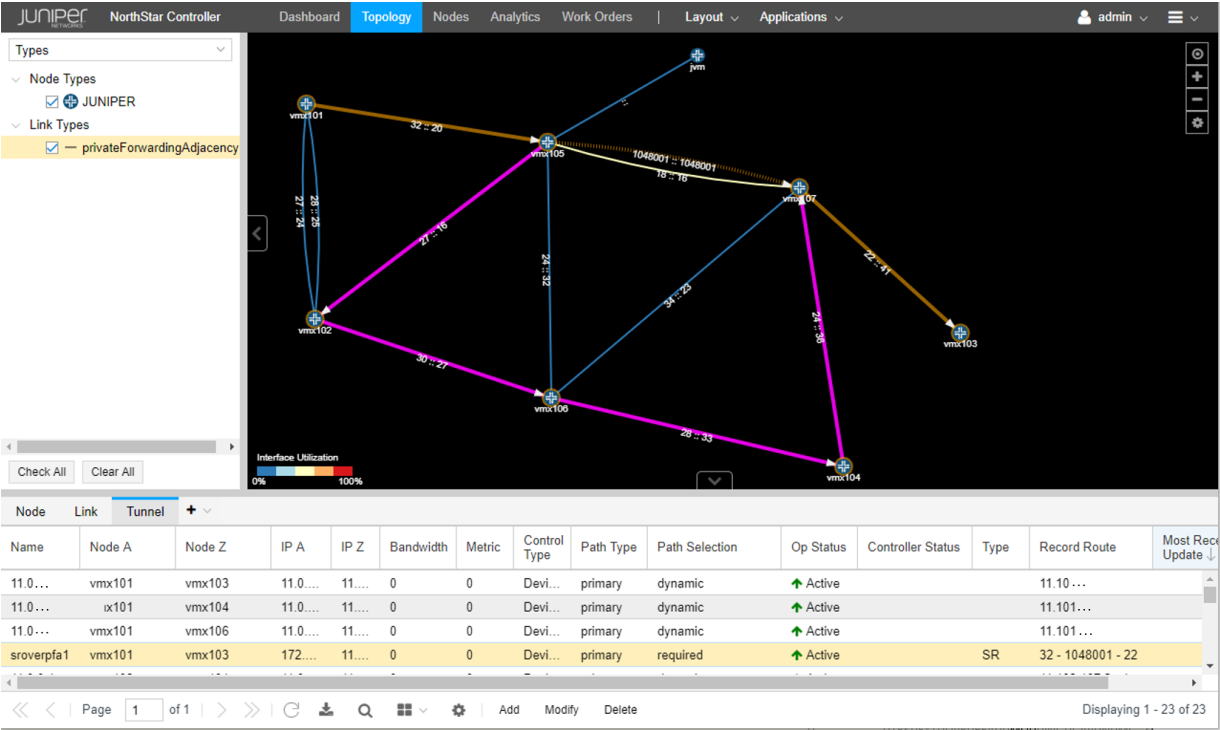 JUNIPER NETWORKS NorthStar Controller Dashboard Topology Nodes Analytics Work Orders | Layout Applications admin
Types
Node Types
JUNIPER
Link Types
privateForwardingAdjacency
Check All Clear All
jvm
::
vmx101
32 :: 20
vmx105
1048001 :: 1048001
18 :: 16
vmx107
27 :: 24
28 :: 25
27 :: 16
24 :: 32
34 :: 23
22 :: 41
24 :: 38
vmx102
vmx103
30 :: 27
vmx106
28 :: 33
vmx104
Interface Utilization
0% 100%
Node Link Tunnel +
Name Node A Node Z IP A IP Z Bandwidth Metric Control Type Path Type Path Selection Op Status Controller Status Type Record Route Most Rece Update
11.0... vmx101 vmx103 11.0.... 11.... 0 0 Devi... primary dynamic Active 11.10...
11.0... ıx101 vmx104 11.0.... 11.... 0 0 Devi... primary dynamic Active 11.101...
11.0... vmx101 vmx106 11.0.... 11.... 0 0 Devi... primary dynamic Active 11.101...
sroverpfa1 vmx101 vmx103 172.... 11.... 0 0 Devi... primary required Active SR 32 - 1048001 - 22
Page 1 of 1 Add Modify Delete Displaying 1 - 23 of 23